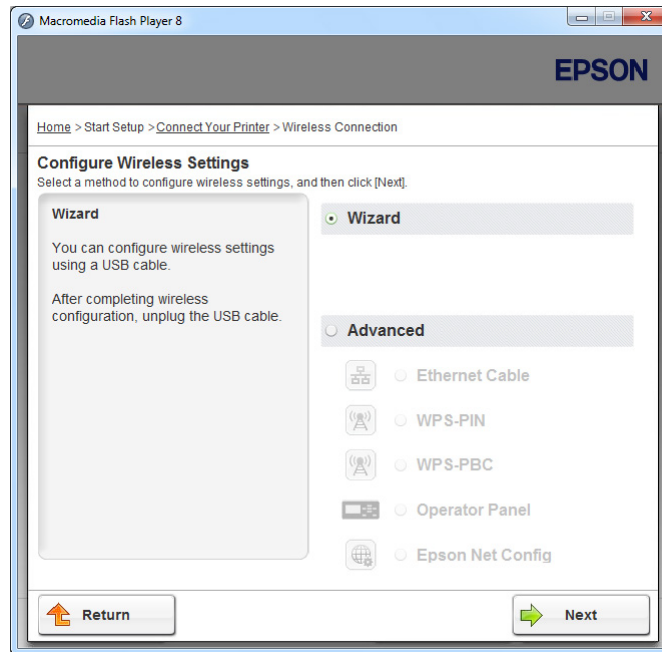 Macromedia Flash Player 8
EPSON
Home > Start Setup > Connect Your Printer > Wireless Connection
Configure Wireless Settings
Select a method to configure wireless settings, and then click [Next].
Wizard
You can configure wireless settings
using a USB cable.
After completing wireless
configuration, unplug the USB cable.
Wizard
Advanced
Ethernet Cable
WPS-PIN
WPS-PBC
Operator Panel
Epson Net Config
Return
Next